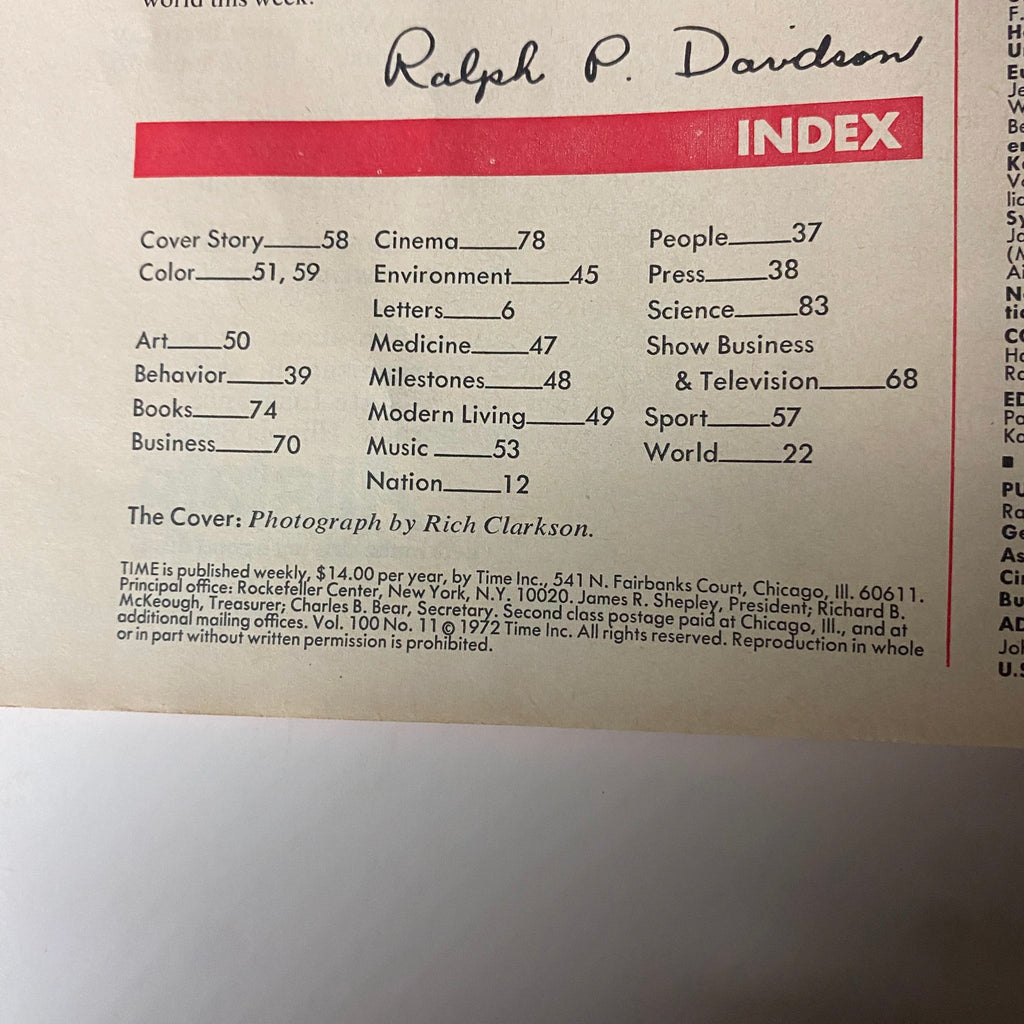 world this week.
Ralph P. Davidson
INDEX
Cover Story 58
Color 51, 59
Art 50
Behavior 39
Books 74
Business 70
Cinema 78
Environment 45
Letters 6
Medicine 47
Milestones 48
Modern Living 49
Music 53
Nation 12
People 37
Press 38
Science 83
Show Business
& Television 68
Sport 57
World 22
The Cover: Photograph by Rich Clarkson.
TIME is published weekly, $14.00 per year, by Time Inc., 541 N. Fairbanks Court, Chicago, Ill. 60611.
Principal office: Rockefeller Center, New York, N.Y. 10020. James R. Shepley, President; Richard B.
McKeough, Treasurer; Charles B. Bear, Secretary. Second class postage paid at Chicago, Ill., and at
additional mailing offices. Vol. 100 No. 11 © 1972 Time Inc. All rights reserved. Reproduction in whole
or in part without written permission is prohibited.